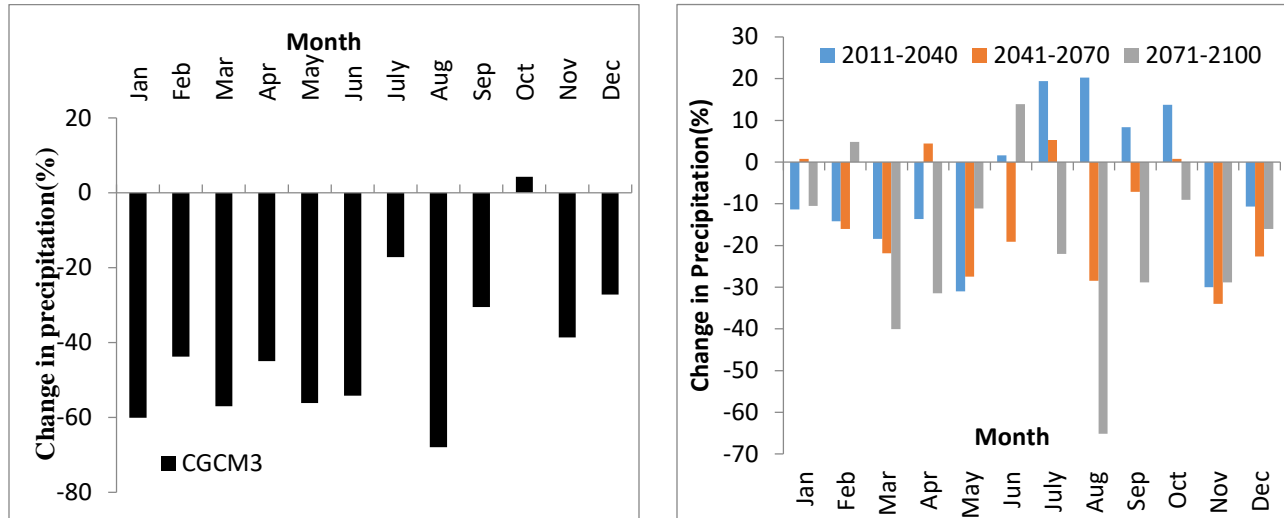 Month
Jan
Feb
Mar
Apr
May
Jun
July
Aug
Sep
Oct
Nov
Dec
20
0
-20
-40
-60
-80
Change in precipitation(%)
CGCM3
30
20
10
0
-10
-20
-30
-40
-50
-60
-70
Change in Precipitation(%)
2011-2040 2041-2070 2071-2100
Month
Jan
Feb
Mar
Apr
May
Jun
July
Aug
Sep
Oct
Nov
Dec